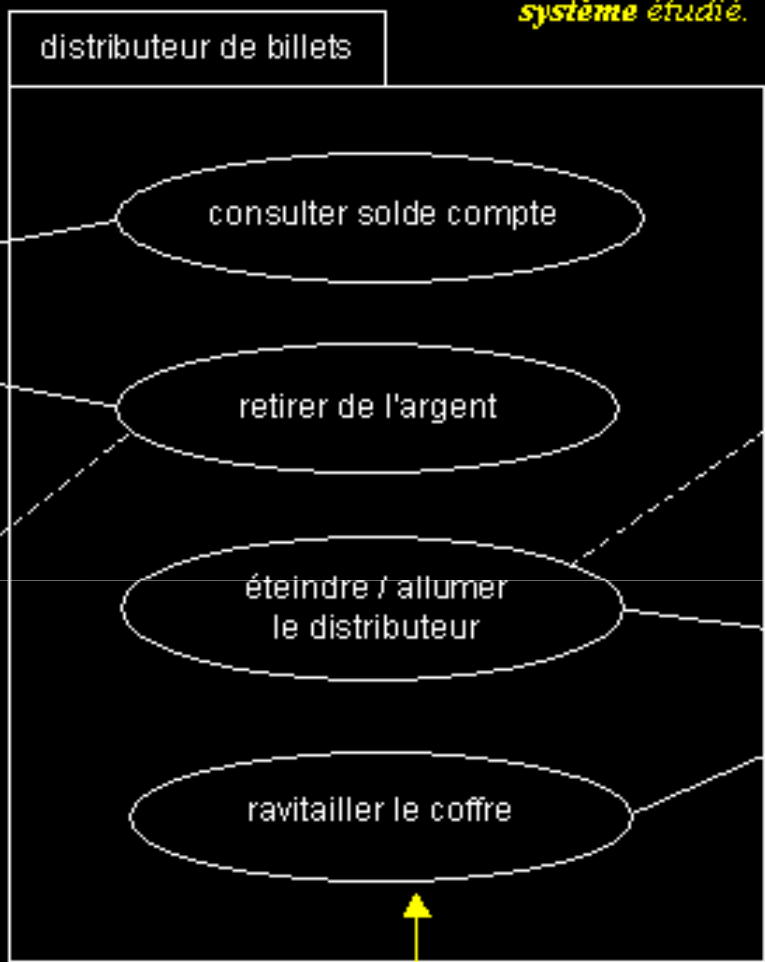 système étudié.
distributeur de billets
consulter solde compte
retirer de l'argent
éteindre / allumer
le distributeur
ravitailler le coffre